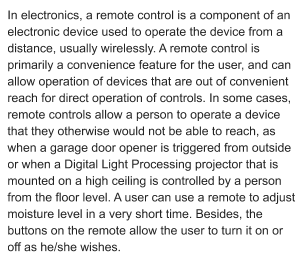 In electronics, a remote control is a component of an
electronic device used to operate the device from a
distance, usually wirelessly. A remote control is
primarily a convenience feature for the user, and can
allow operation of devices that are out of convenient
reach for direct operation of controls. In some cases,
remote controls allow a person to operate a device
that they otherwise would not be able to reach, as
when a garage door opener is triggered from outside
or when a Digital Light Processing projector that is
mounted on a high ceiling is controlled by a person
from the floor level. A user can use a remote to adjust
moisture level in a very short time. Besides, the
buttons on the remote allow the user to turn it on or
off as he/she wishes.